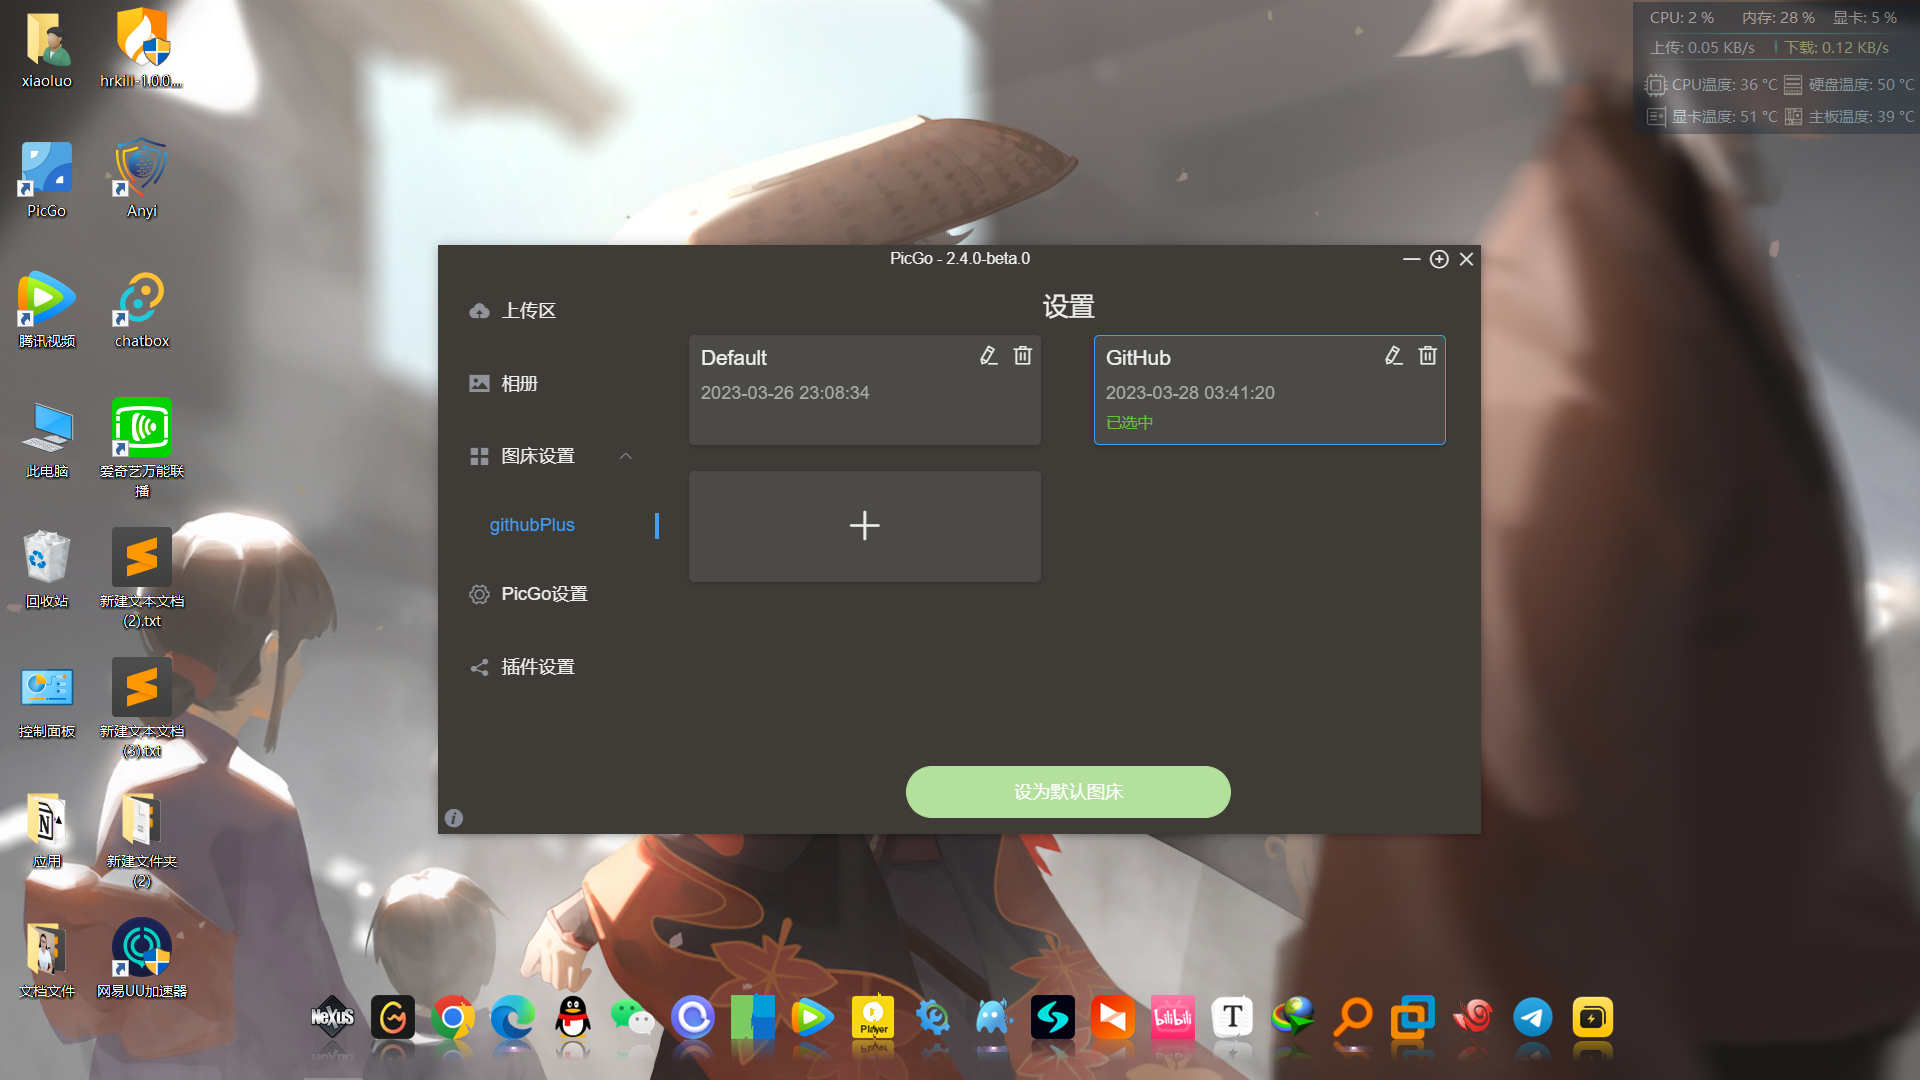 xiaoluo
hrkill-1.0.0....
PicGo
Anyi
腾讯视频
chatbox
此电脑
爱奇艺万能联
播
回收站
新建文本文档
(2).txt
控制面板
新建文本文档
(3).txt
应用
新建文件夹
(2)
文档文件
网易UU加速器
CPU: 2 %
内存: 28 %
显卡: 5 %
上传: 0.05 KB/s
下载: 0.12 KB/s
CPU温度: 36 °C
硬盘温度: 50 °C
显卡温度: 51 °C
主板温度: 39 °C
PicGo - 2.4.0-beta.0
上传区
相册
图床设置
githubPlus
PicGo设置
插件设置
设置
Default
2023-03-26 23:08:34
GitHub
2023-03-28 03:41:20
已选中
设为默认图床
NeXuS
Player
bilibili
T